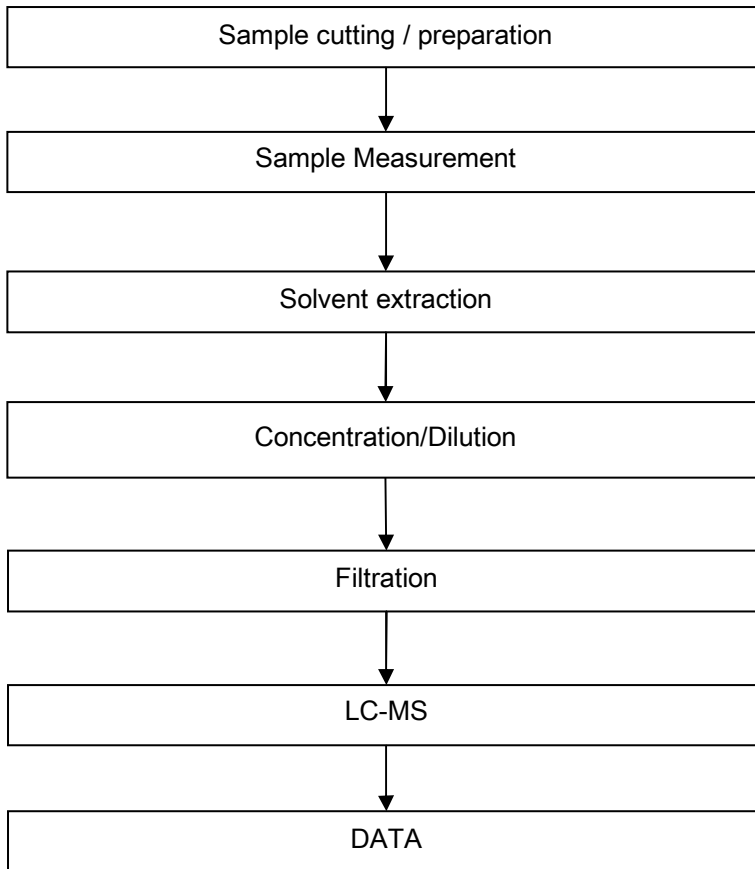 Sample cutting / preparation
Sample Measurement
Solvent extraction
Concentration/Dilution
Filtration
LC-MS
DATA